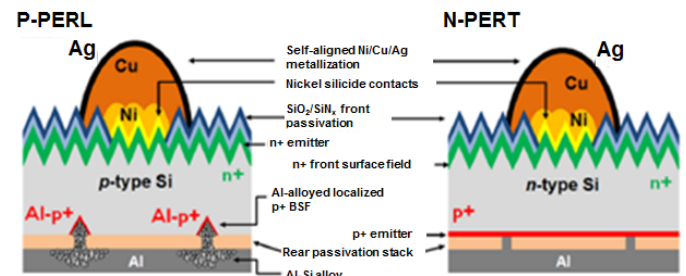 P-PERL
N-PERT
Ag
Ag
Cu
Cu
Ni
Ni
Self-aligned Ni/Cu/Ag
metallization
Nickel silicide contacts
SiO₂/SiNₓ front
passivation
n+ emitter
n+ front surface field
p-type Si
n+
n-type Si
n+
Al-p+
Al-p+
Al-alloyed localized
p+ BSF
p+
p+ emitter
Rear passivation stack
Al
Al
Al-Si alloy